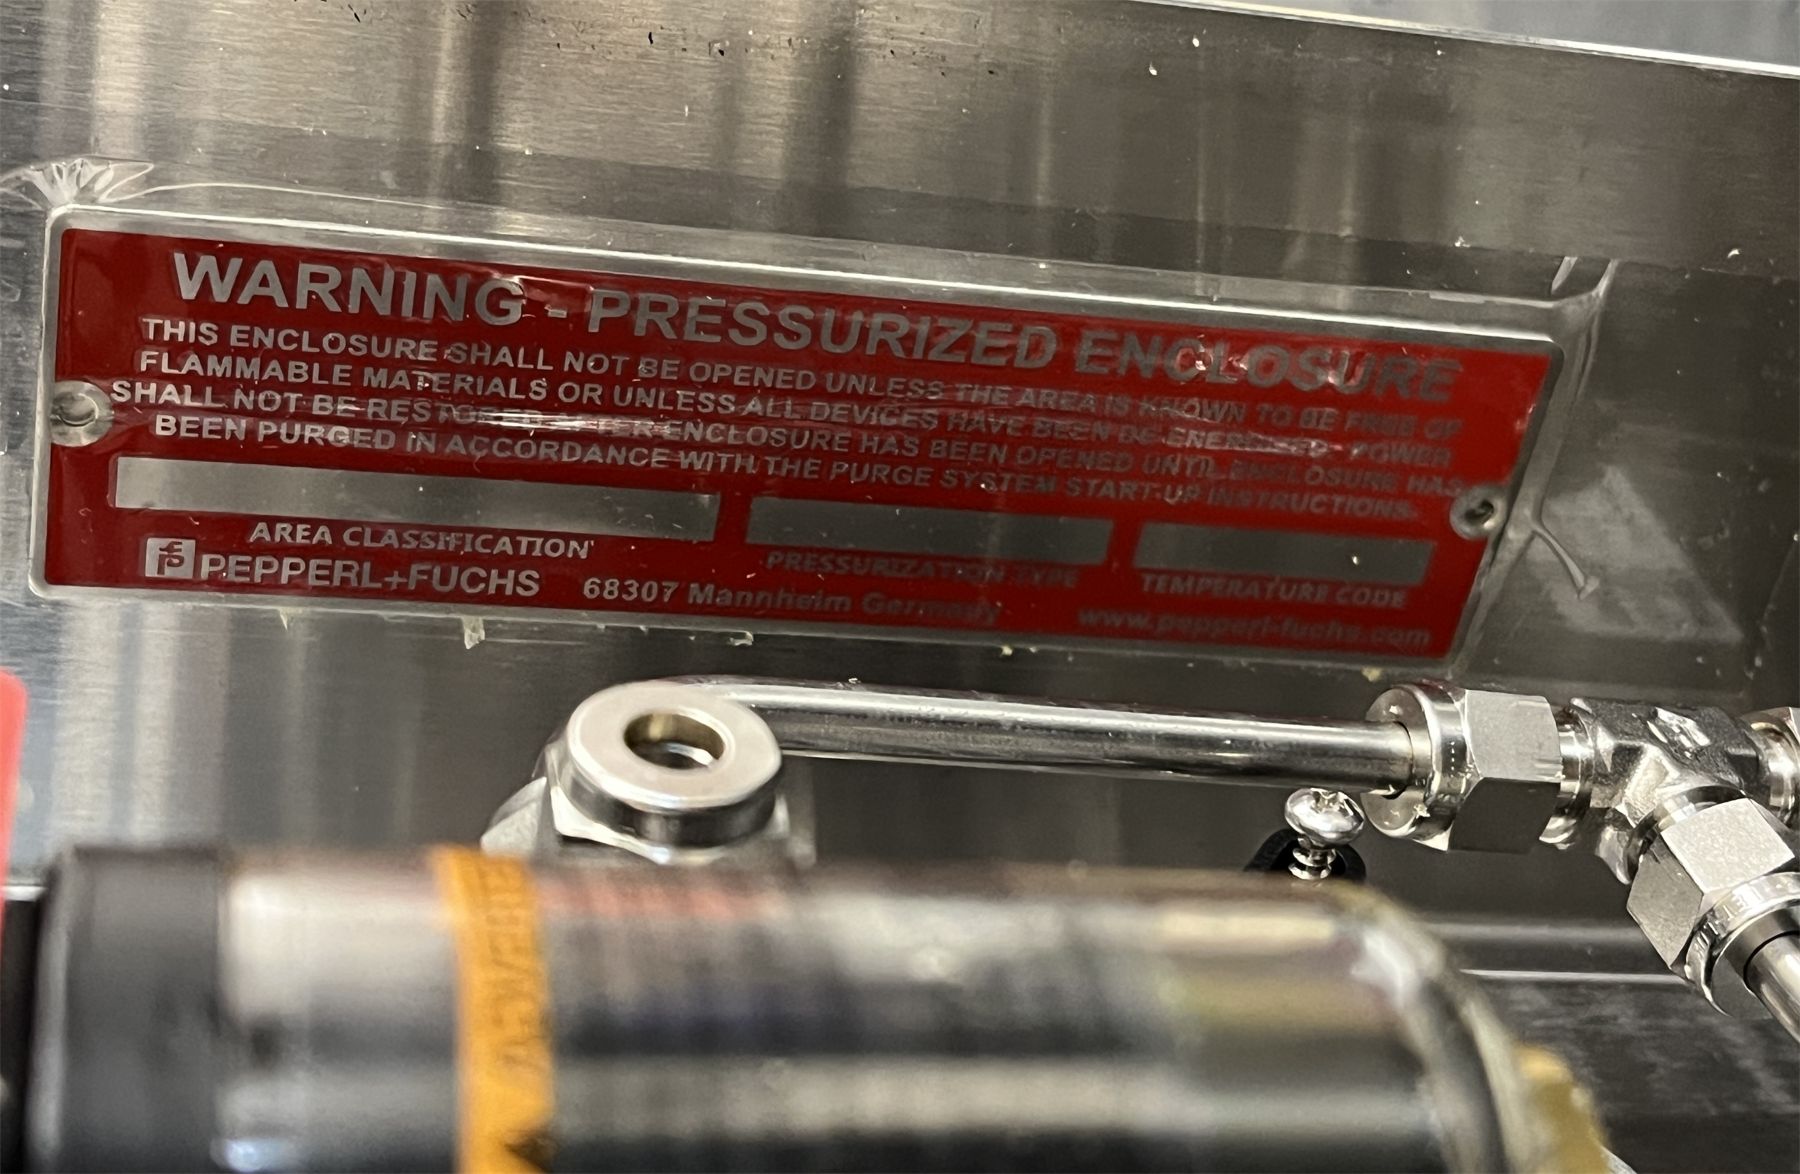 WARNING - PRESSURIZED ENCLOSURE
THIS ENCLOSURE SHALL NOT BE OPENED UNLESS THE AREA IS KNOWN TO BE FREE OF
FLAMMABLE MATERIALS OR UNLESS ALL DEVICES HAVE BEEN DE-ENERGIZED. POWER
SHALL NOT BE RESTORED AFTER ENCLOSURE HAS BEEN OPENED UNTIL ENCLOSURE HAS
BEEN PURGED IN ACCORDANCE WITH THE PURGE SYSTEM START-UP INSTRUCTIONS.
AREA CLASSIFICATION
PRESSURIZATION TYPE
TEMPERATURE CODE
PEPPERL+FUCHS 68307 Mannheim Germany www.pepperl-fuchs.com